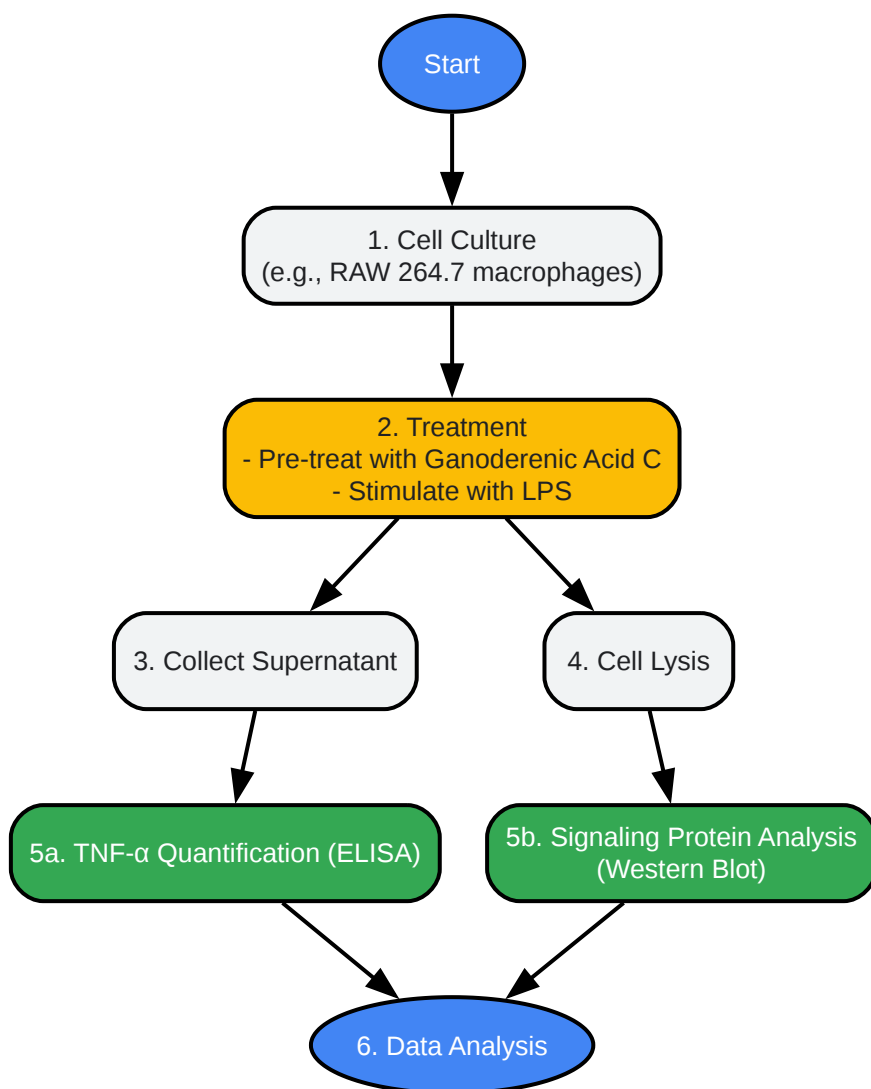 Start
1. Cell Culture
(e.g., RAW 264.7 macrophages)
2. Treatment
- Pre-treat with Ganoderenic Acid C
- Stimulate with LPS
3. Collect Supernatant
4. Cell Lysis
5a. TNF-α Quantification (ELISA)
5b. Signaling Protein Analysis
(Western Blot)
6. Data Analysis